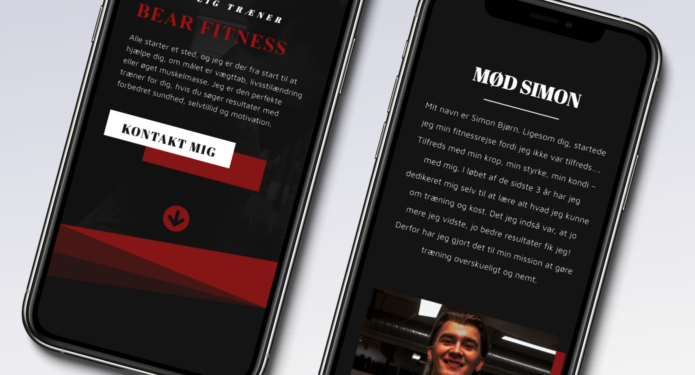 TRÆNER
BEAR FITNESS
Alle starter et sted, og jeg er der fra start til at
hjælpe dig, om målet er vægttab, livsstilændring
eller øget muskelmasse. Jeg er den perfekte
træner for dig, hvis du søger resultater med
forbedret sundhed, selvtillid og motivation.
KONTAKT MIG
MØD SIMON
Mit navn er Simon Bjørn. Ligesom dig, startede
jeg min fitnessrejse fordi jeg ikke var tilfreds...
Tilfreds med min krop, min styrke, min kondi –
med mig. I løbet af de sidste 3 år har jeg
dedikeret mig selv til at lære alt hvad jeg kunne
om træning og kost. Det jeg indså var, at jo
mere jeg vidste, jo bedre resultater fik jeg!
Derfor har jeg gjort det til min mission at gøre
træning overskueligt og nemt.